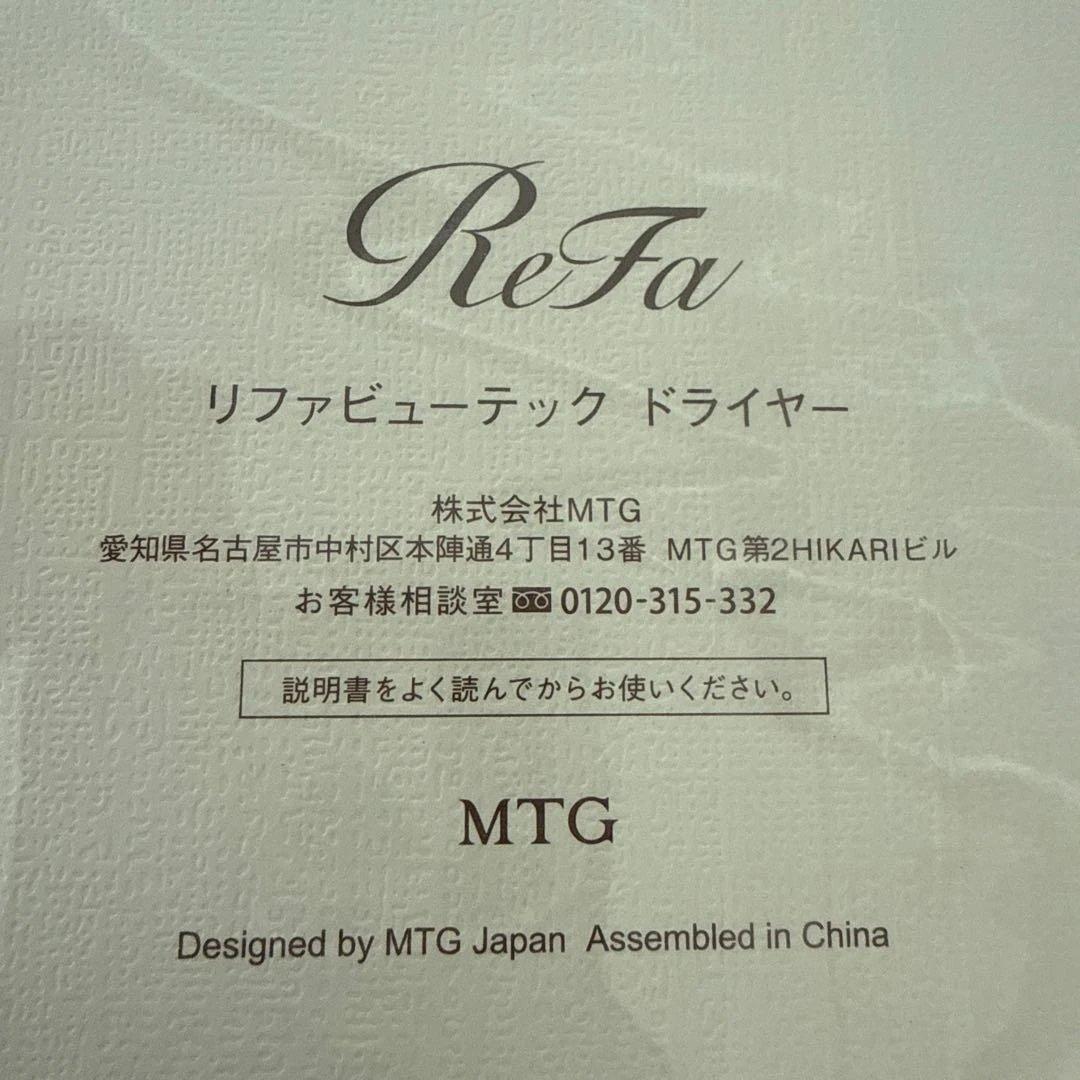 ReFa
リファビューテック ドライヤー
株式会社MTG
愛知県名古屋市中村区本陣通4丁目13番 MTG第2HIKARIビル
お客様相談室 0120-315-332
説明書をよく読んでからお使いください。
MTG
Designed by MTG Japan Assembled in China